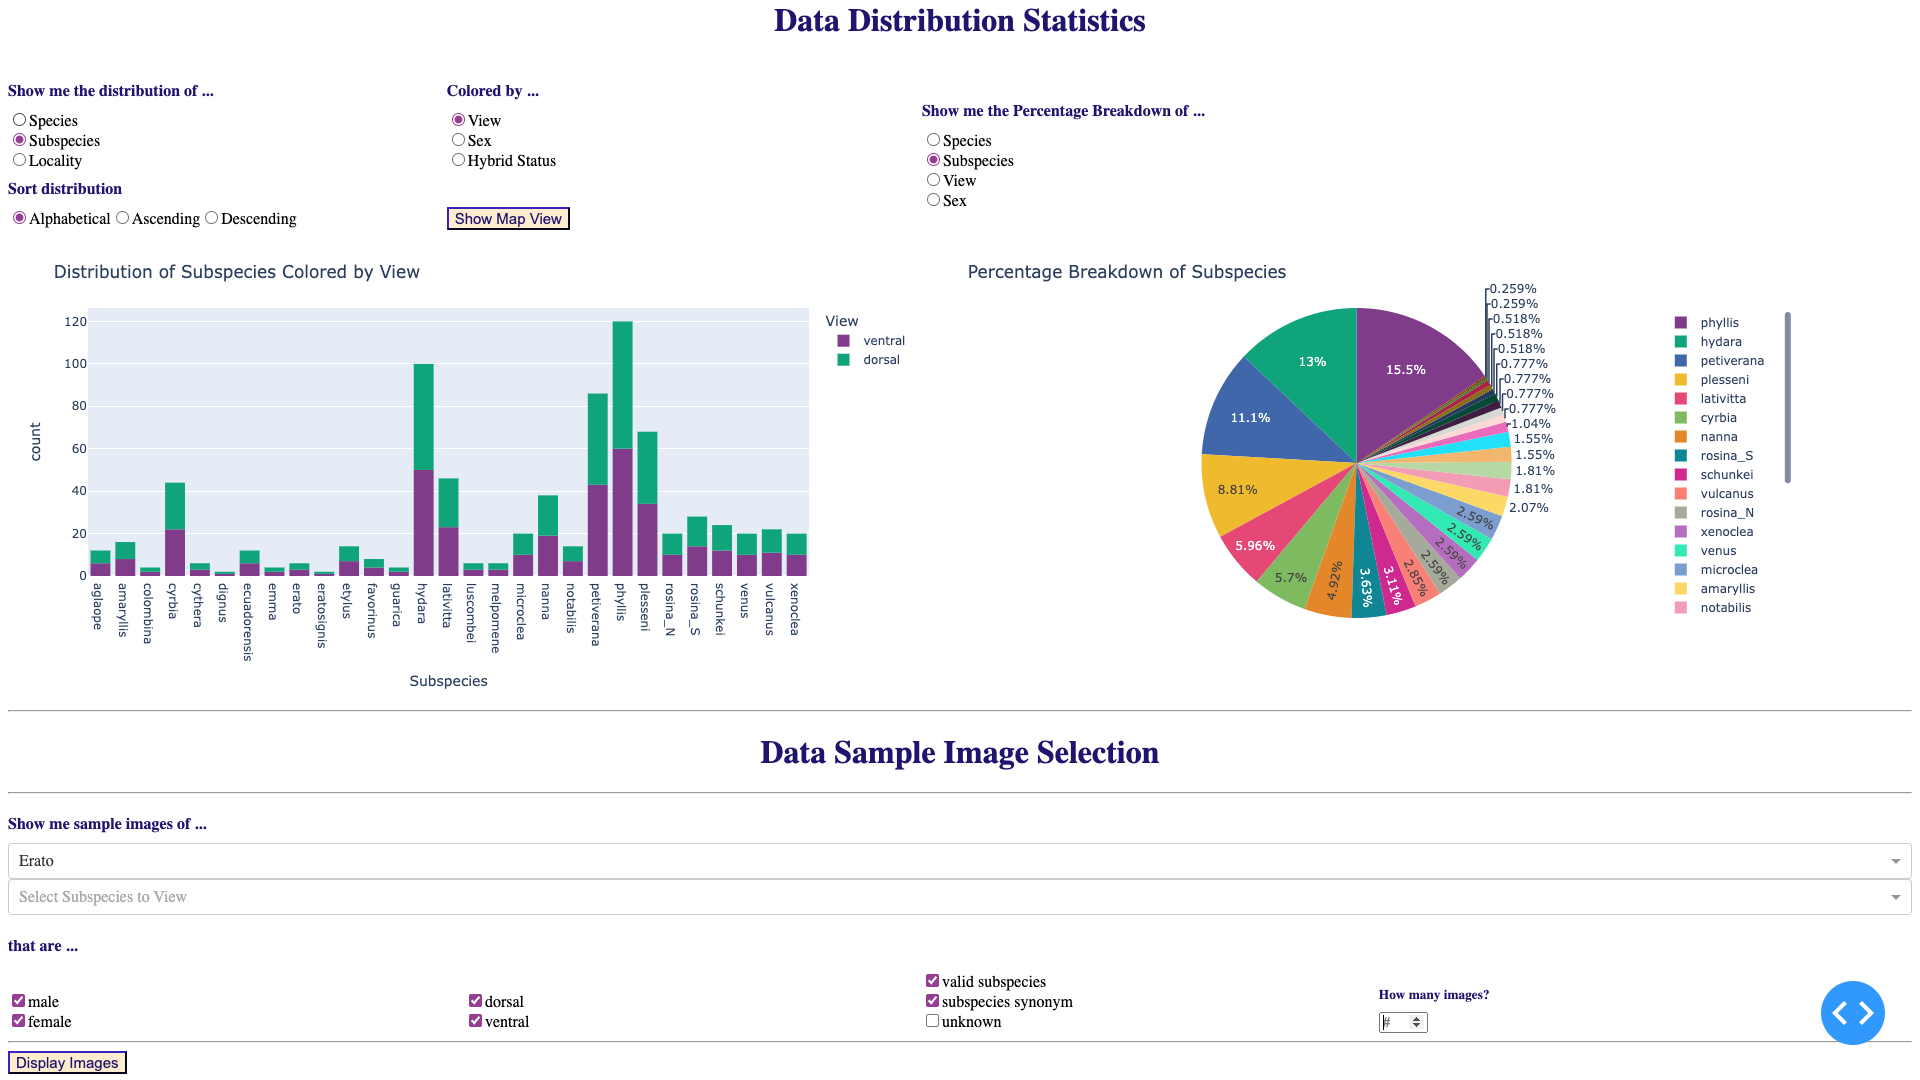 Data Distribution Statistics
Show me the distribution of ...
Species
Subspecies
Locality
Sort distribution
Alphabetical Ascending Descending
Colored by ...
View
Sex
Hybrid Status
Show Map View
Show me the Percentage Breakdown of ...
Species
Subspecies
View
Sex
Distribution of Subspecies Colored by View
count
120
100
80
60
40
20
0
aglaope
amaryllis
colombina
cyrbia
cythera
dignus
ecuadorensis
emma
erato
eratosignis
etylus
favorinus
guarica
hydara
lativitta
luscombei
melpomene
microclea
nanna
notabilis
petiverana
phyllis
plesseni
rosina_N
rosina_S
schunkei
venus
vulcanus
xenoclea
Subspecies
View
ventral
dorsal
Percentage Breakdown of Subspecies
15.5%
13%
11.1%
8.81%
5.96%
5.7%
4.92%
3.63%
3.11%
2.85%
2.59%
2.59%
2.59%
2.59%
2.07%
1.81%
1.81%
1.55%
1.55%
1.04%
0.777%
0.777%
0.777%
0.777%
0.518%
0.518%
0.518%
0.259%
0.259%
phyllis
hydara
petiverana
plesseni
lativitta
cyrbia
nanna
rosina_S
schunkei
vulcanus
rosina_N
xenoclea
venus
microclea
amaryllis
notabilis
Data Sample Image Selection
Show me sample images of ...
Erato
Select Subspecies to View
that are ...
male
female
dorsal
ventral
valid subspecies
subspecies synonym
unknown
How many images?
#
Display Images